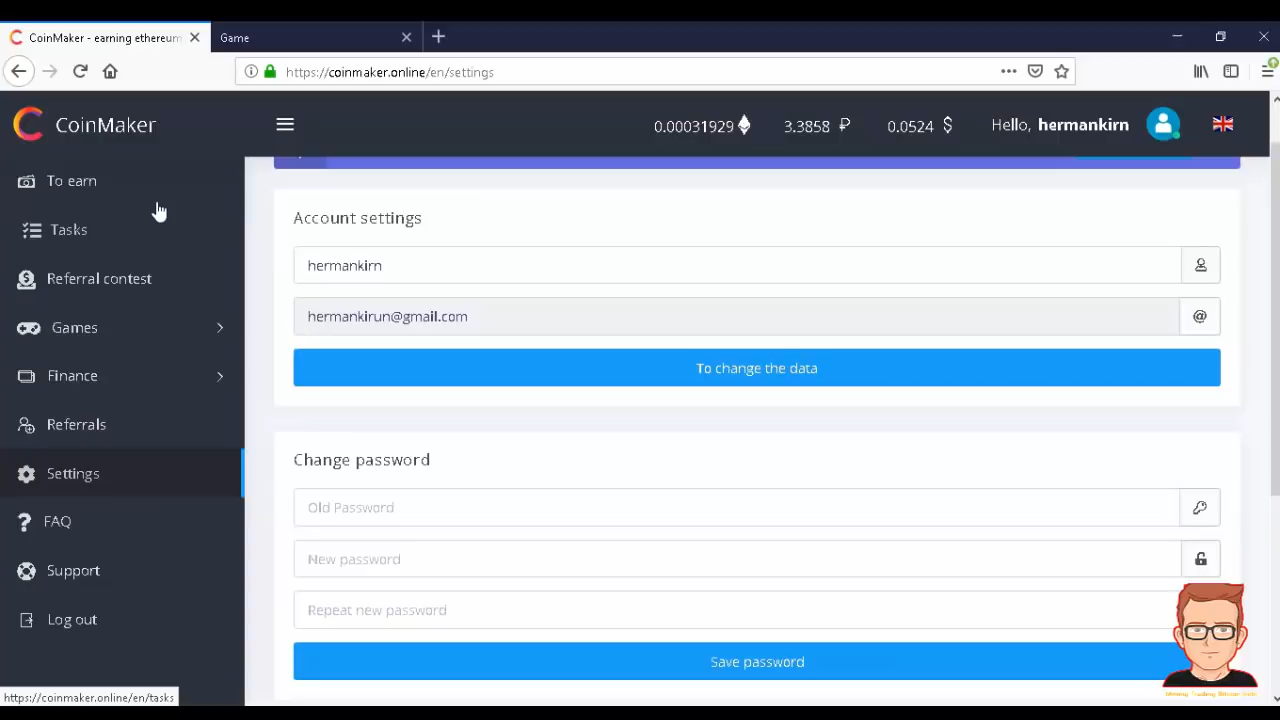 CoinMaker - earning ethereum
Game
https://coinmaker.online/en/settings
CoinMaker
0.00031929
3.3858 ₽
0.0524 $
Hello, hermankirn
To earn
Tasks
Referral contest
Games
Finance
Referrals
Settings
FAQ
Support
Log out
Account settings
hermankirn
hermankirun@gmail.com
@
To change the data
Change password
Old Password
New password
Repeat new password
Save password
https://coinmaker.online/en/tasks